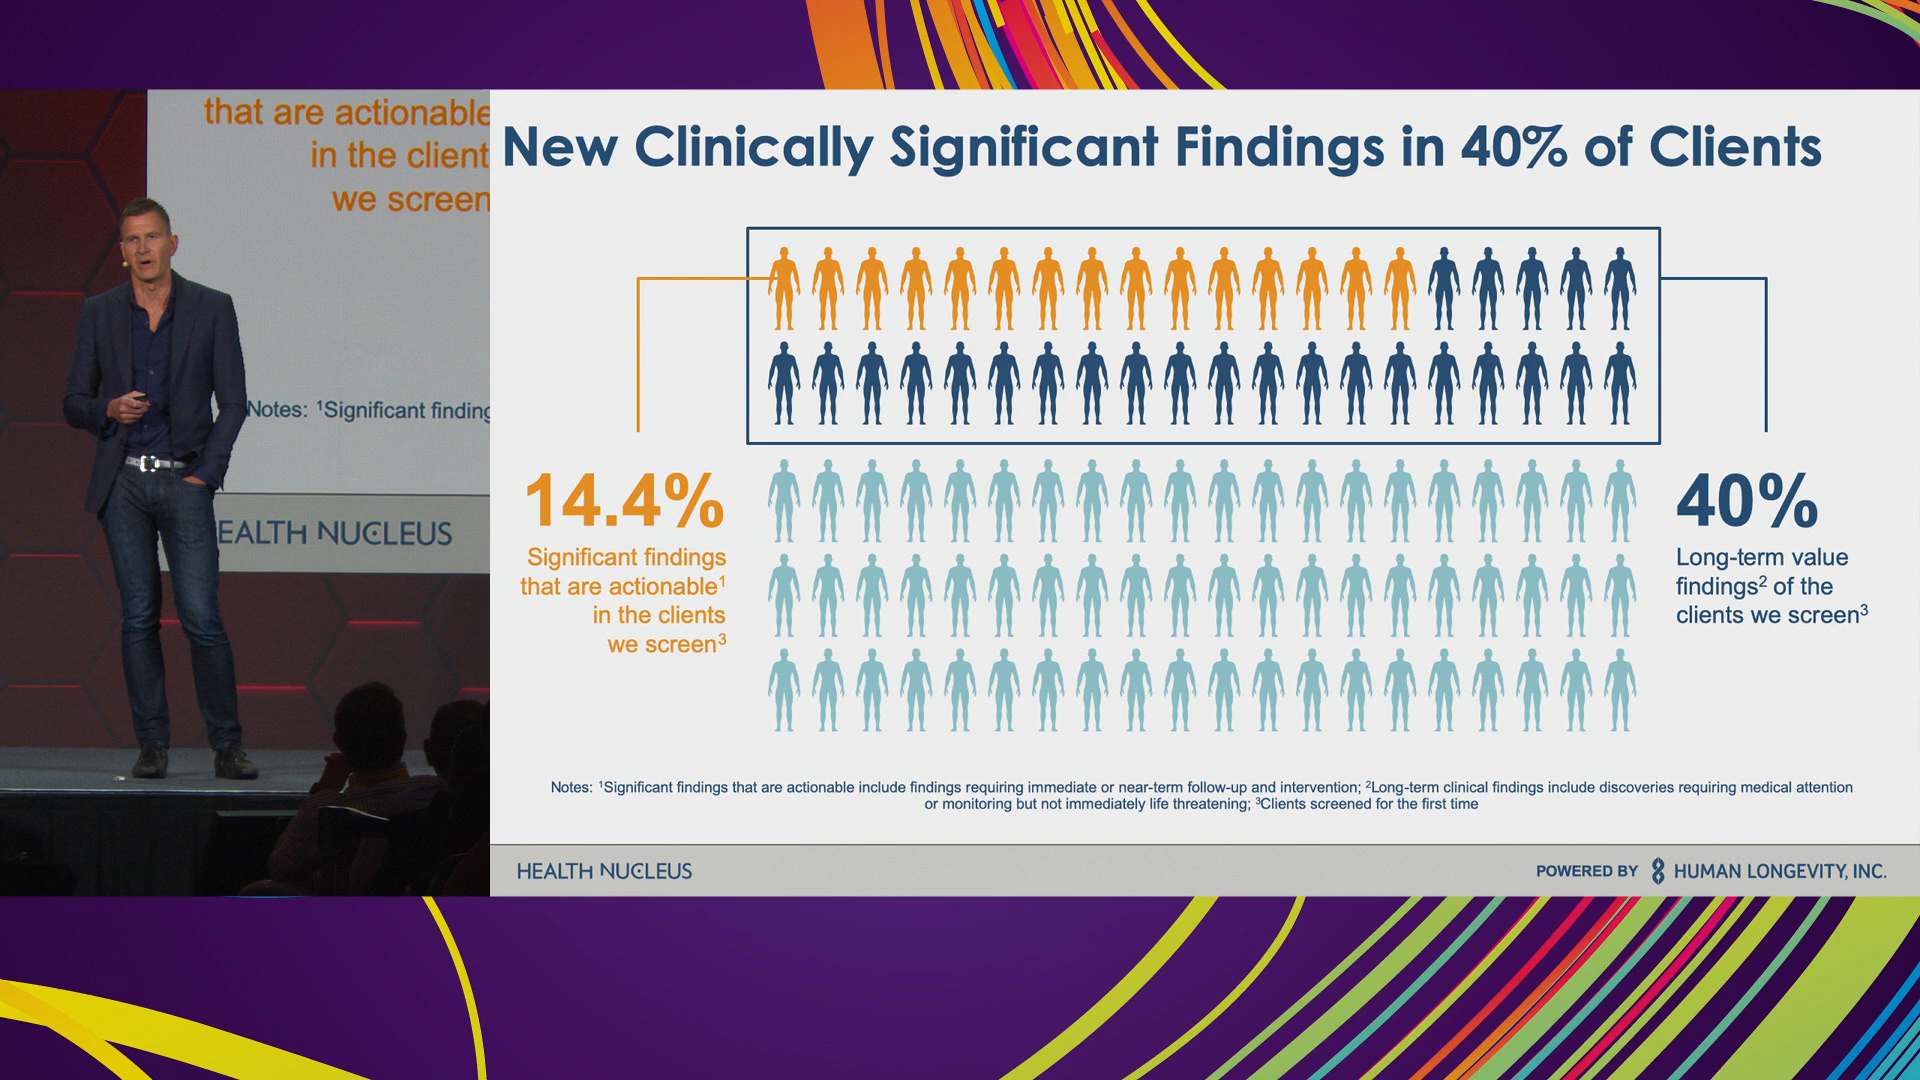 that are actionable
in the client
we screen
Notes: ¹Significant finding
EALTH NUCLEUS
New Clinically Significant Findings in 40% of Clients
14.4%
Significant findings
that are actionable¹
in the clients
we screen³
40%
Long-term value
findings² of the
clients we screen³
Notes: ¹Significant findings that are actionable include findings requiring immediate or near-term follow-up and intervention; ²Long-term clinical findings include discoveries requiring medical attention
or monitoring but not immediately life threatening; ³Clients screened for the first time
HEALTH NUCLEUS
POWERED BY HUMAN LONGEVITY, INC.